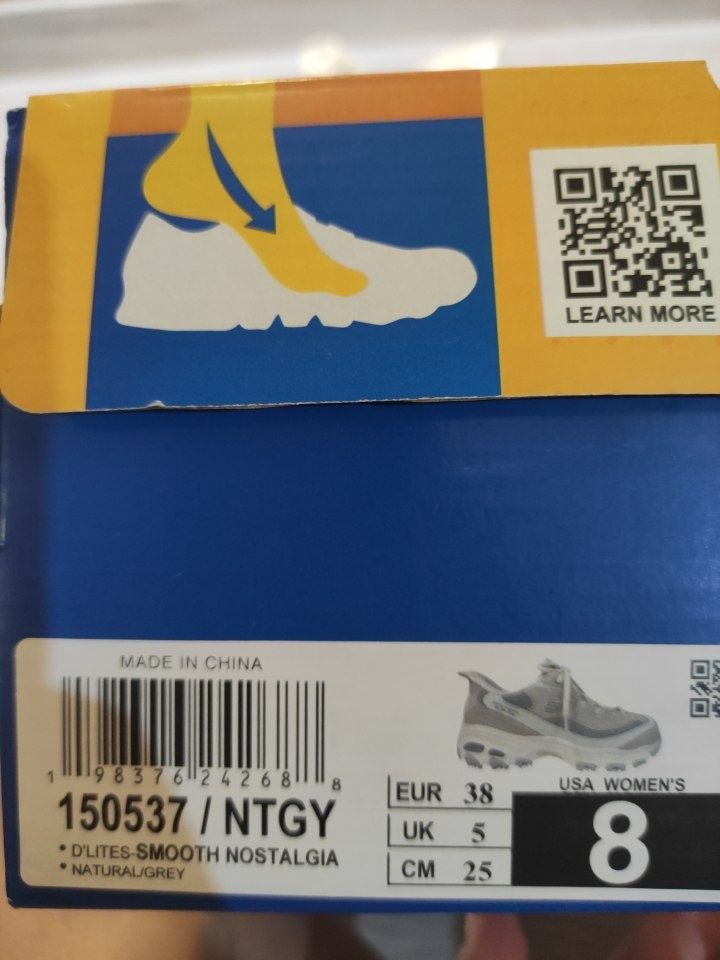 LEARN MORE
MADE IN CHINA
1 98376 24268 8
150537 / NTGY
• D'LITES-SMOOTH NOSTALGIA
• NATURAL/GREY
EUR 38
UK 5
CM 25
USA WOMEN'S
8